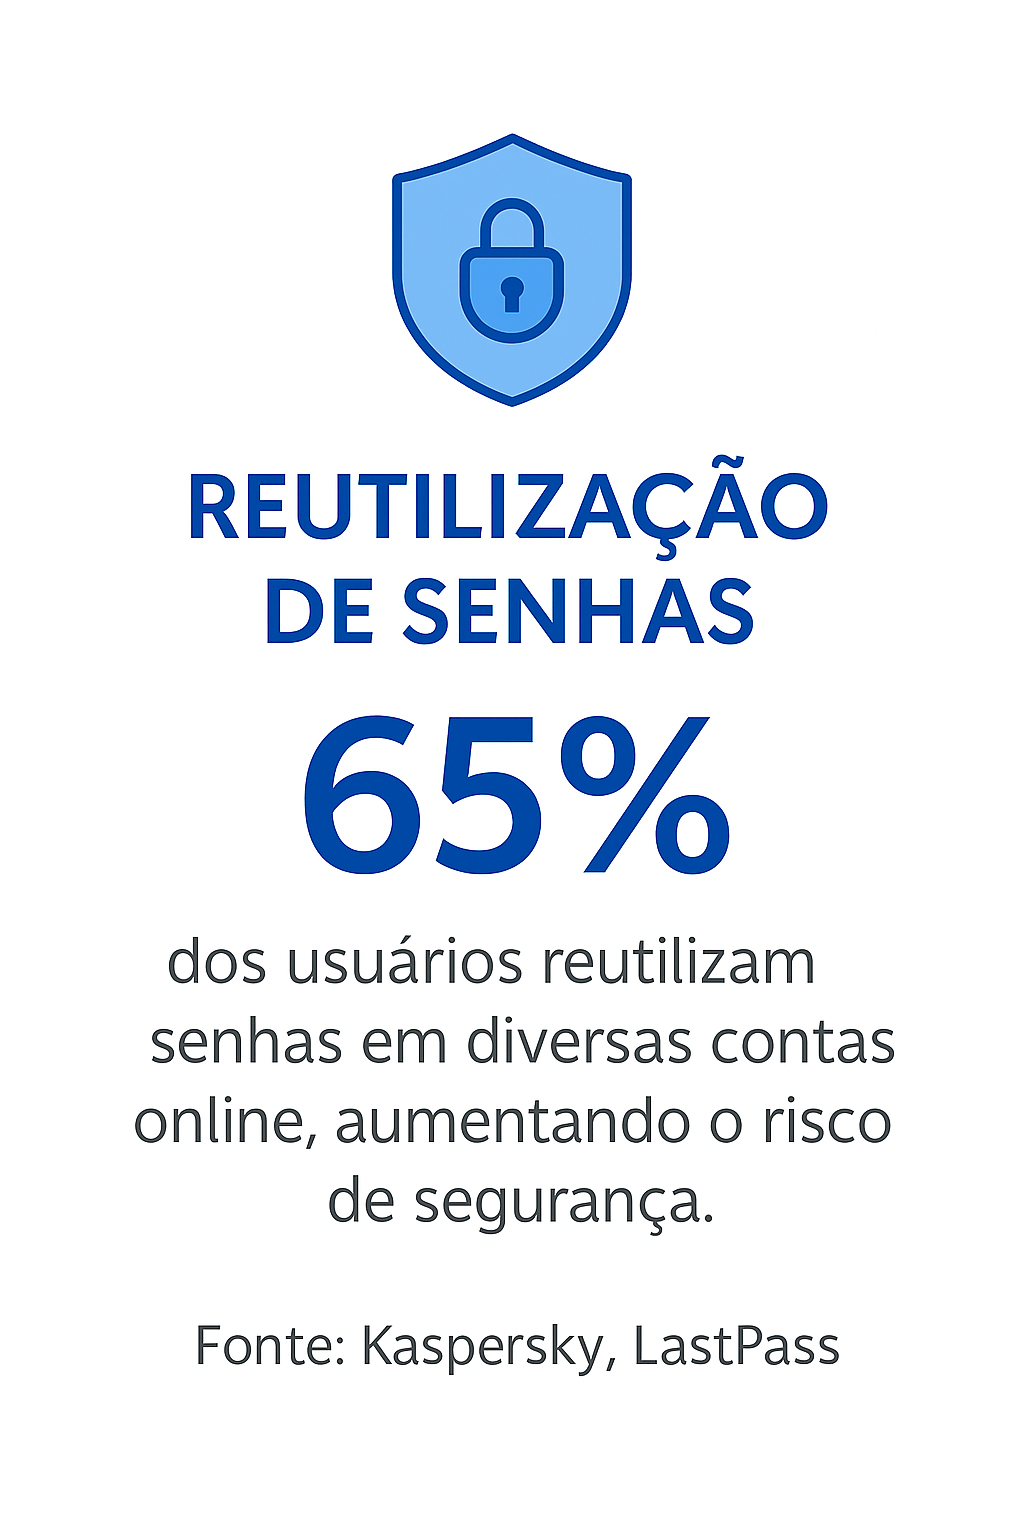 REUTILIZAÇÃO
DE SENHAS
65%
dos usuários reutilizam
senhas em diversas contas
online, aumentando o risco
de segurança.
Fonte: Kaspersky, LastPass